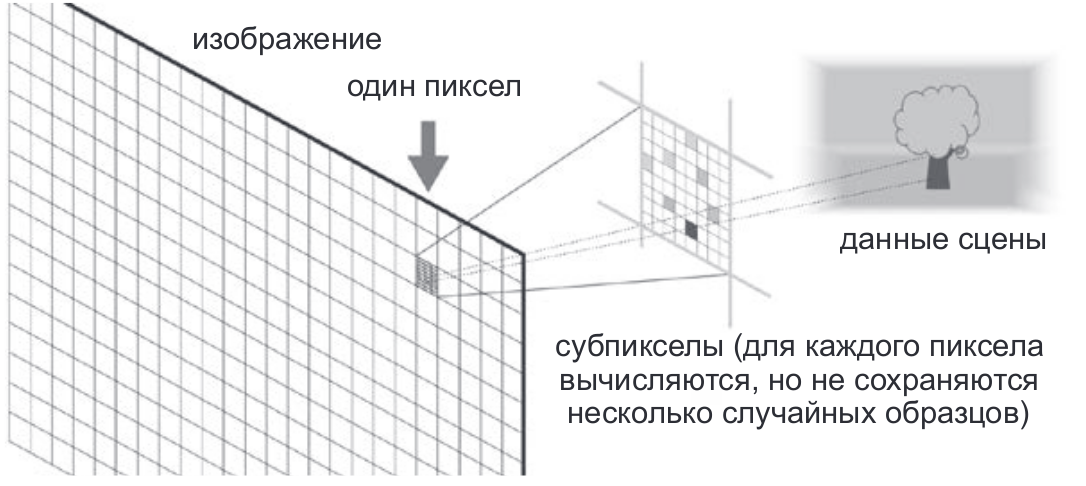 изображение
один пиксел
данные сцены
субпикселы (для каждого пиксела
вычисляются, но не сохраняются
несколько случайных образцов)